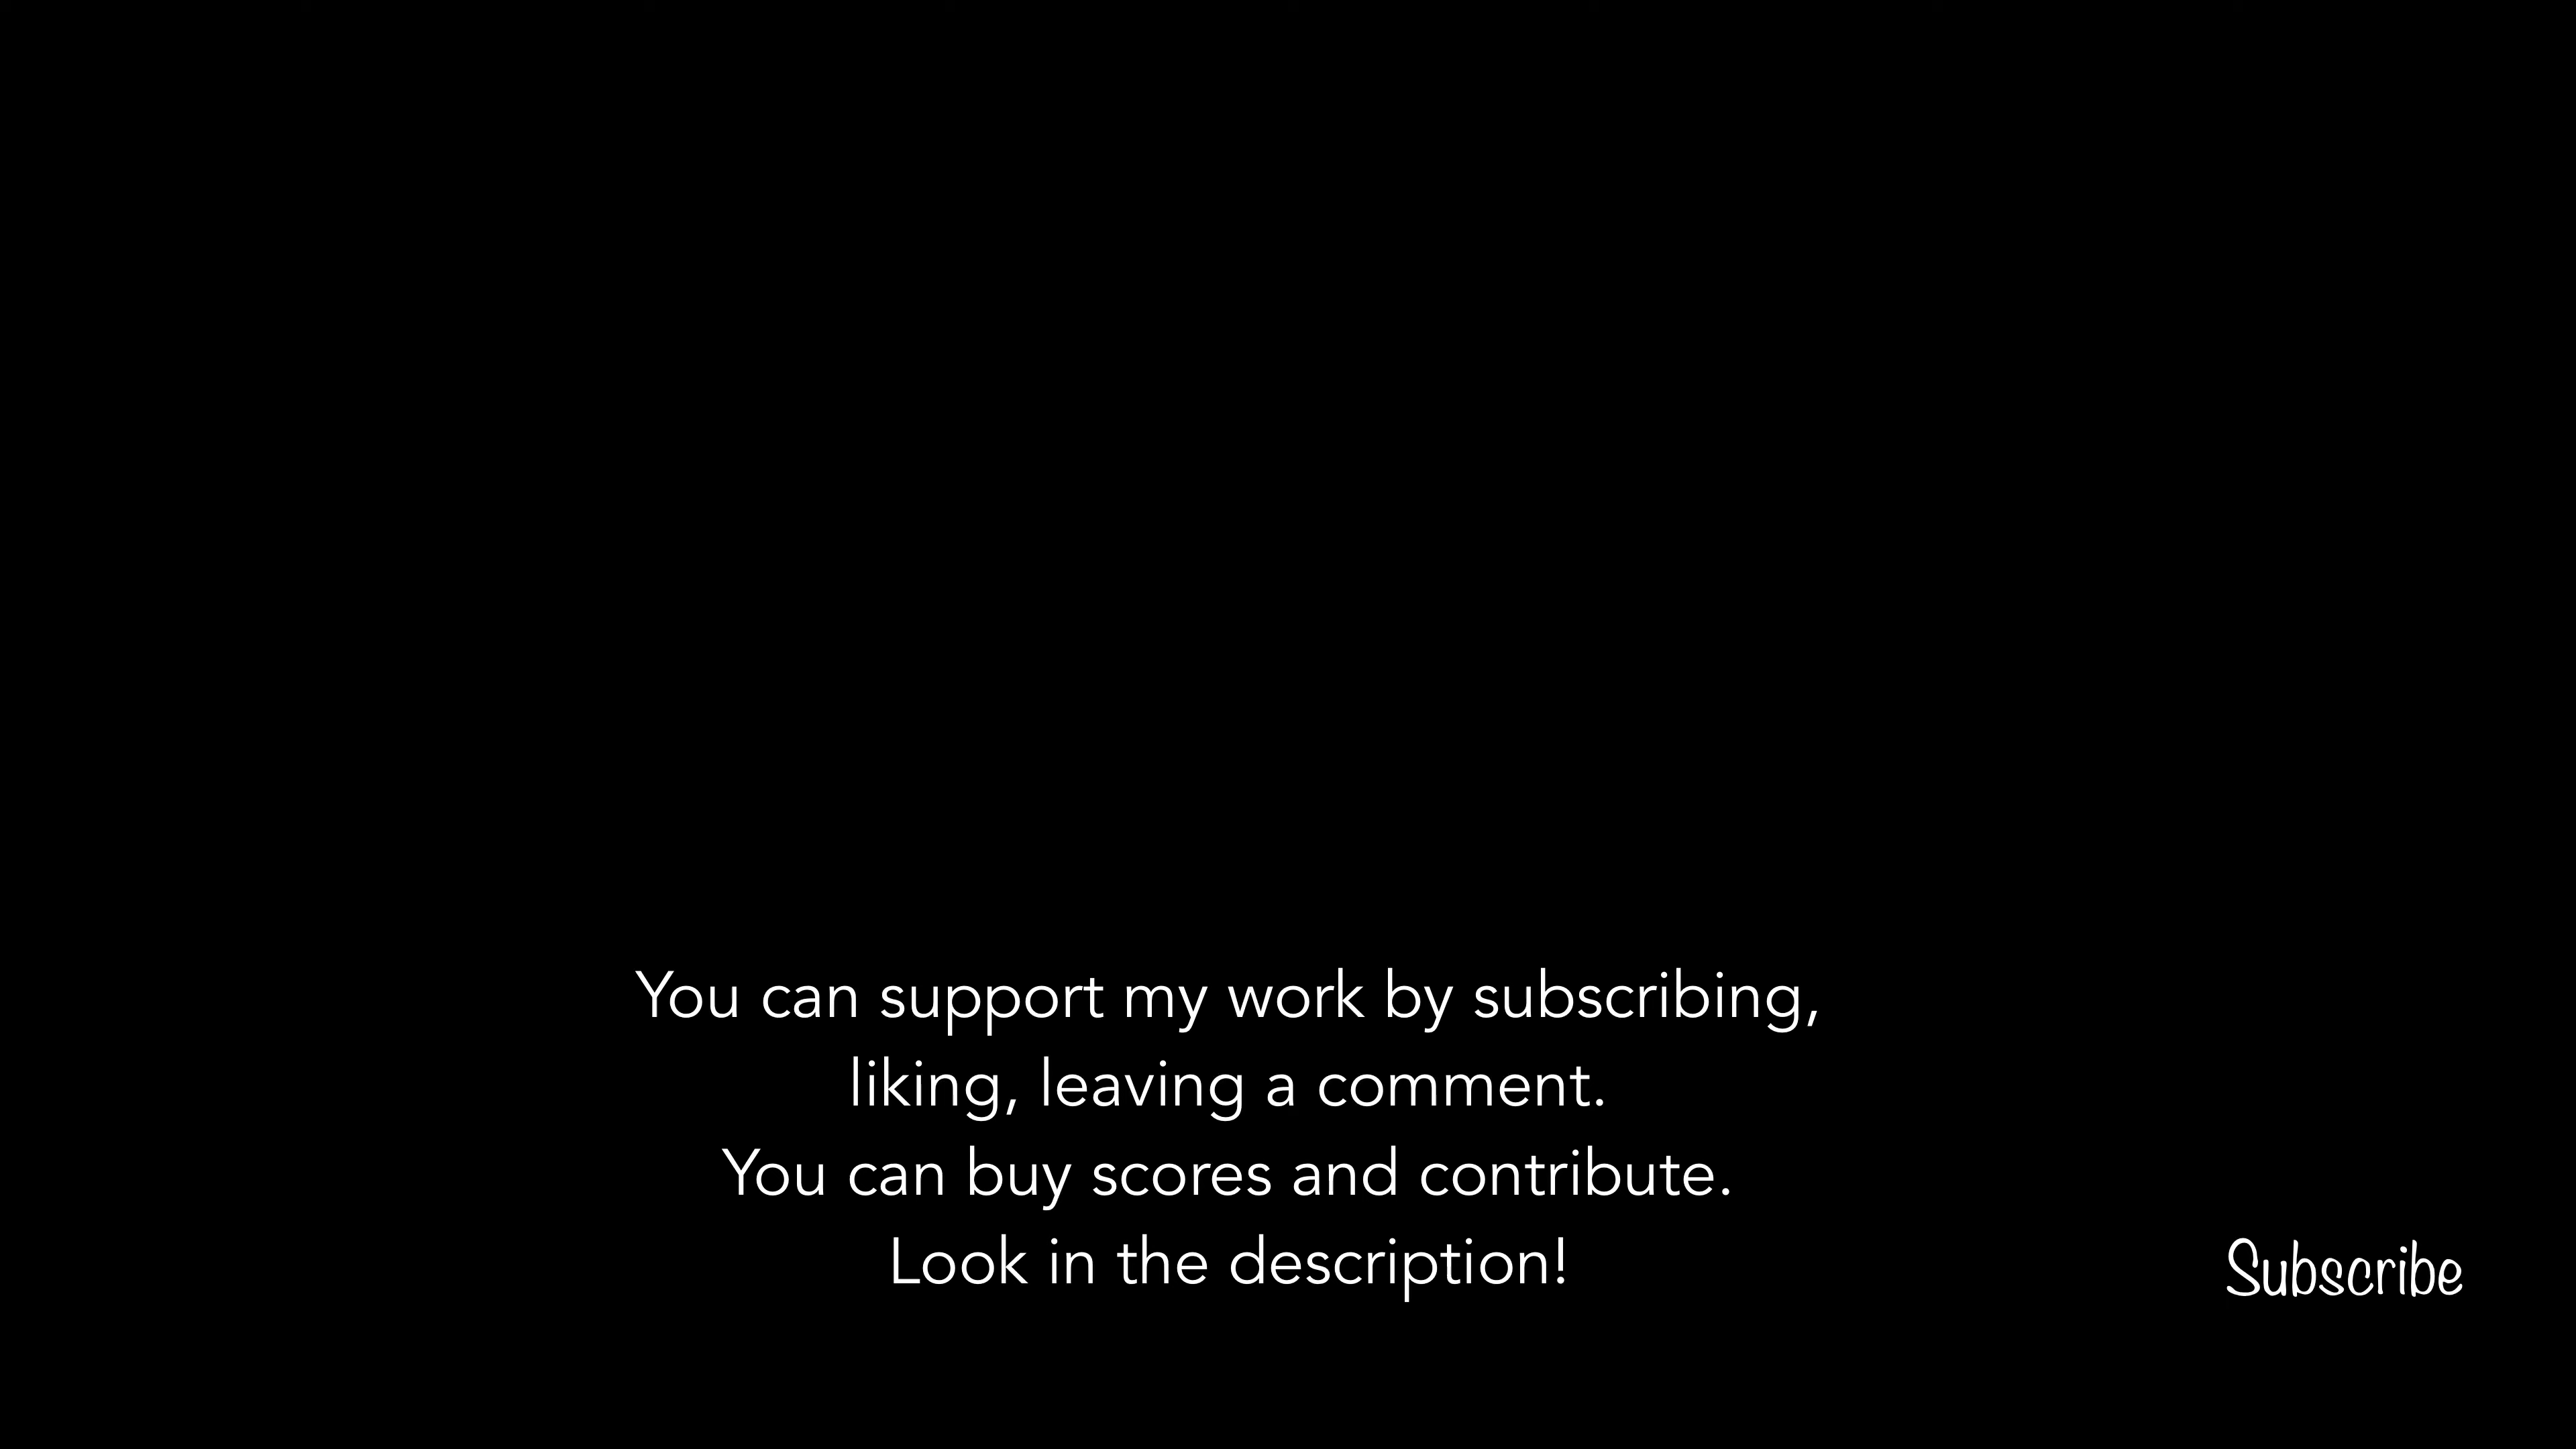 You can support my work by subscribing,
liking, leaving a comment.
You can buy scores and contribute.
Look in the description!
Subscribe